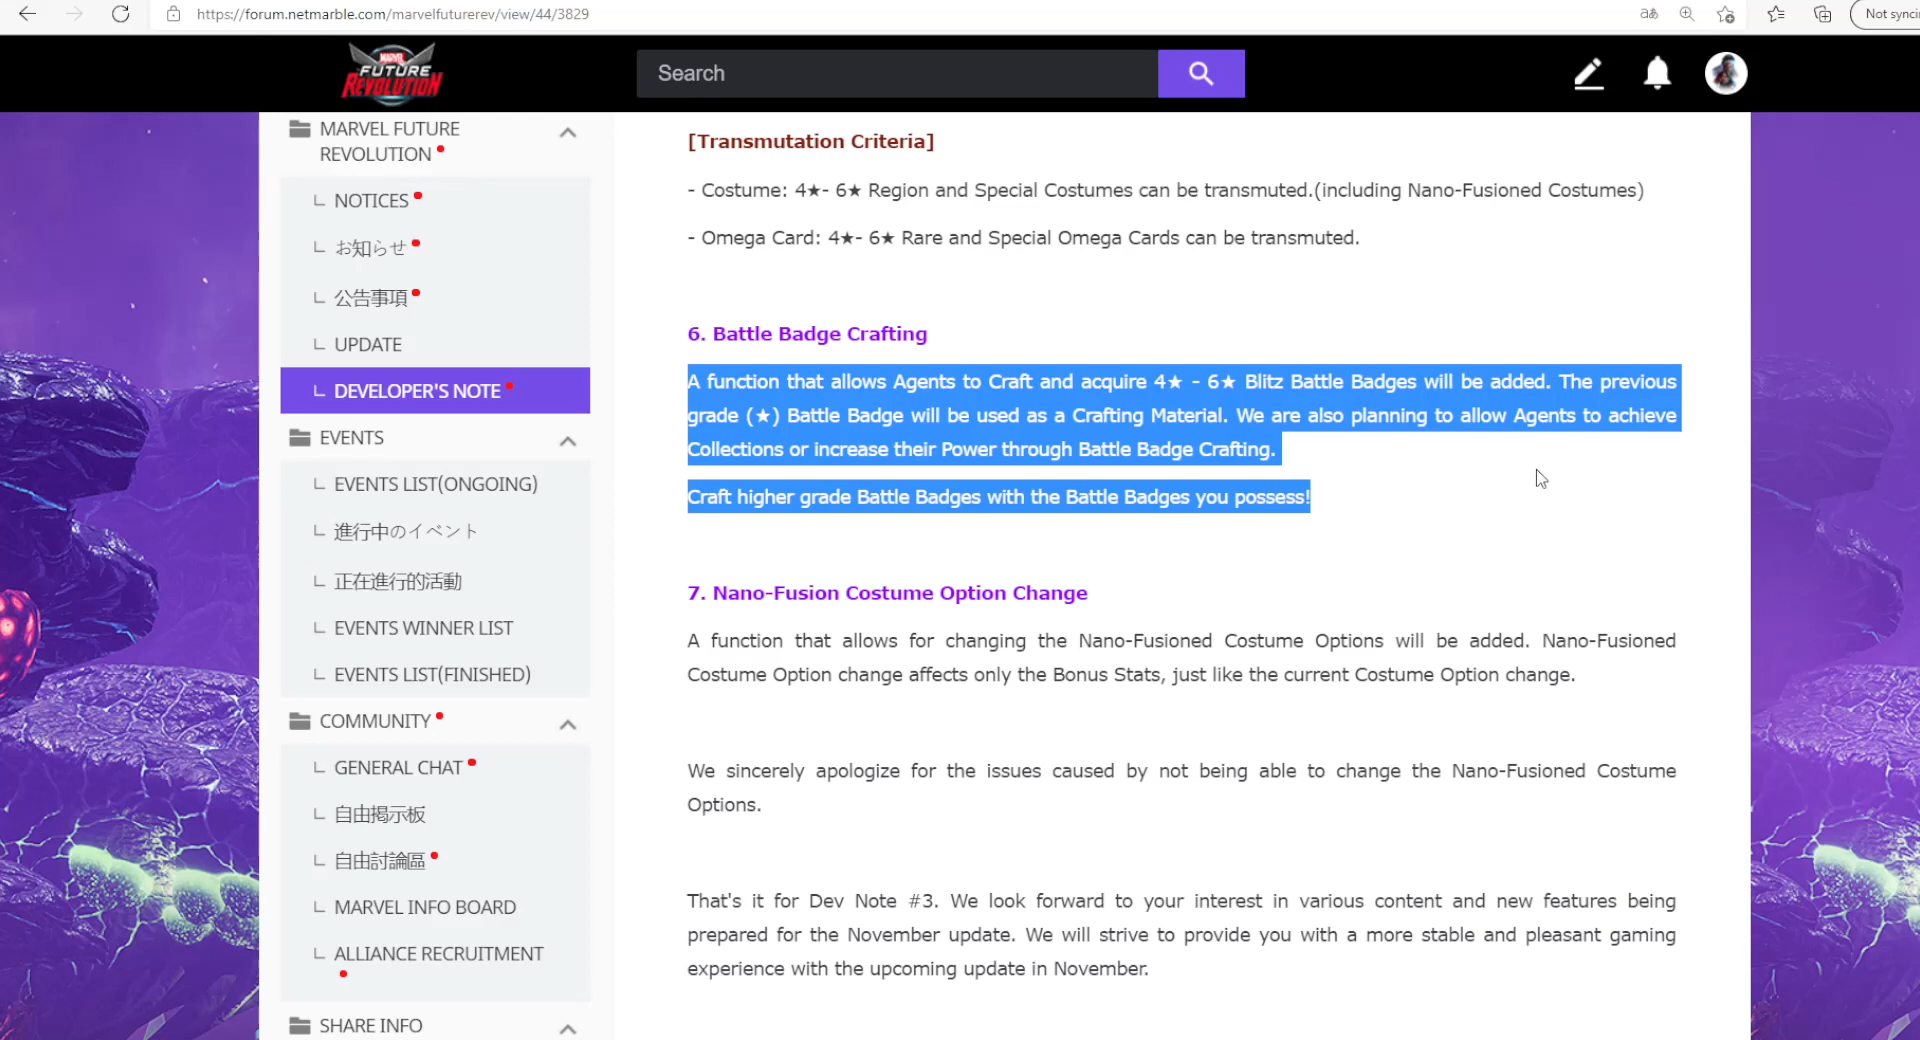 https://forum.netmarble.com/marvelfuturerev/view/44/3829
aあ
Not synci
MARVEL
FUTURE
REVOLUTION
Search
MARVEL FUTURE
REVOLUTION
NOTICES
お知らせ
公告事項
UPDATE
DEVELOPER'S NOTE
EVENTS
EVENTS LIST(ONGOING)
進行中のイベント
正在進行的活動
EVENTS WINNER LIST
EVENTS LIST(FINISHED)
COMMUNITY
GENERAL CHAT
自由掲示板
自由討論區
MARVEL INFO BOARD
ALLIANCE RECRUITMENT
SHARE INFO
[Transmutation Criteria]
- Costume: 4★- 6★ Region and Special Costumes can be transmuted.(including Nano-Fusioned Costumes)
- Omega Card: 4★- 6★ Rare and Special Omega Cards can be transmuted.
6. Battle Badge Crafting
A function that allows Agents to Craft and acquire 4★ - 6★ Blitz Battle Badges will be added. The previous
grade (★) Battle Badge will be used as a Crafting Material. We are also planning to allow Agents to achieve
Collections or increase their Power through Battle Badge Crafting.
Craft higher grade Battle Badges with the Battle Badges you possess!
7. Nano-Fusion Costume Option Change
A function that allows for changing the Nano-Fusioned Costume Options will be added. Nano-Fusioned
Costume Option change affects only the Bonus Stats, just like the current Costume Option change.
We sincerely apologize for the issues caused by not being able to change the Nano-Fusioned Costume
Options.
That's it for Dev Note #3. We look forward to your interest in various content and new features being
prepared for the November update. We will strive to provide you with a more stable and pleasant gaming
experience with the upcoming update in November.